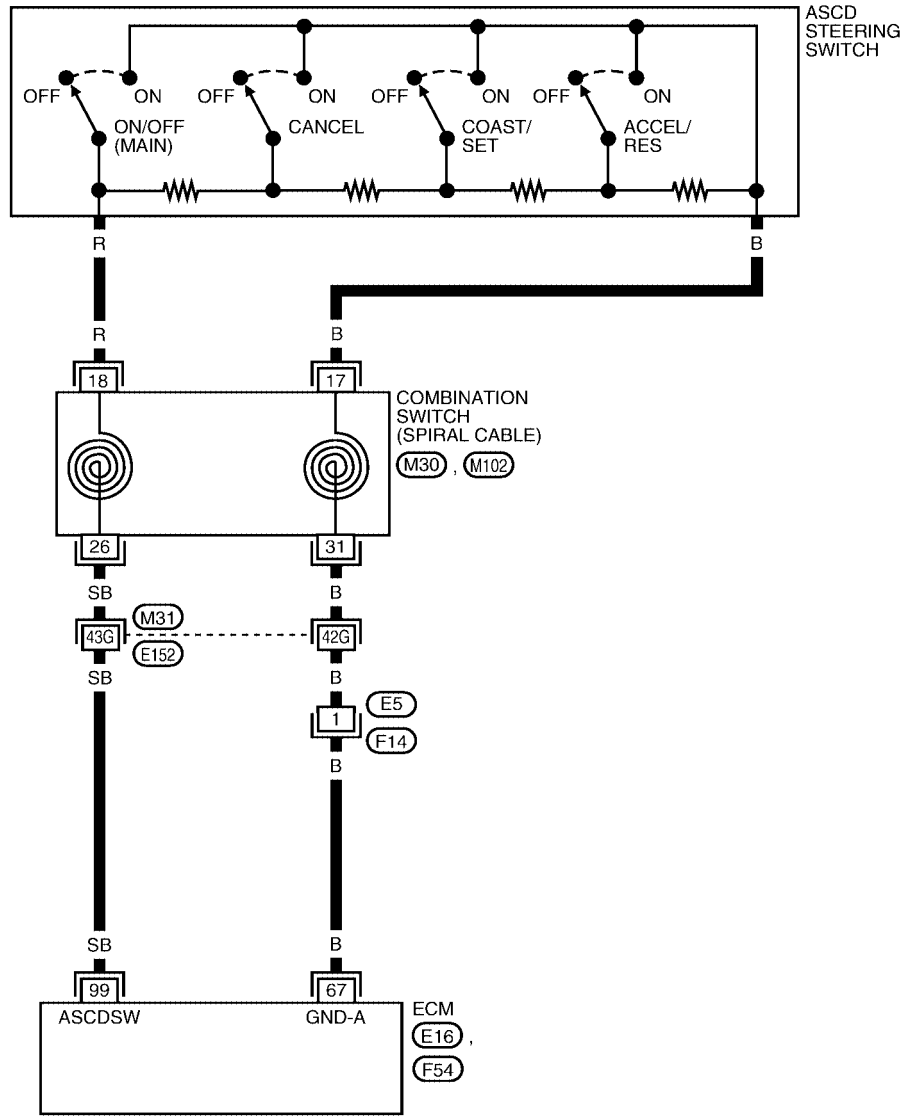 ASCD
STEERING
SWITCH
OFF ON OFF ON OFF ON OFF ON
ON/OFF
(MAIN)
CANCEL
COAST/
SET
ACCEL/
RES
R B
R B
18 17
COMBINATION
SWITCH
(SPIRAL CABLE)
M30 , M102
26 31
SB B
M31
43G 42G
E152
SB B
E5
1
F14
B
SB B
99 67
ASCDSW GND-A
ECM
E16 ,
F54